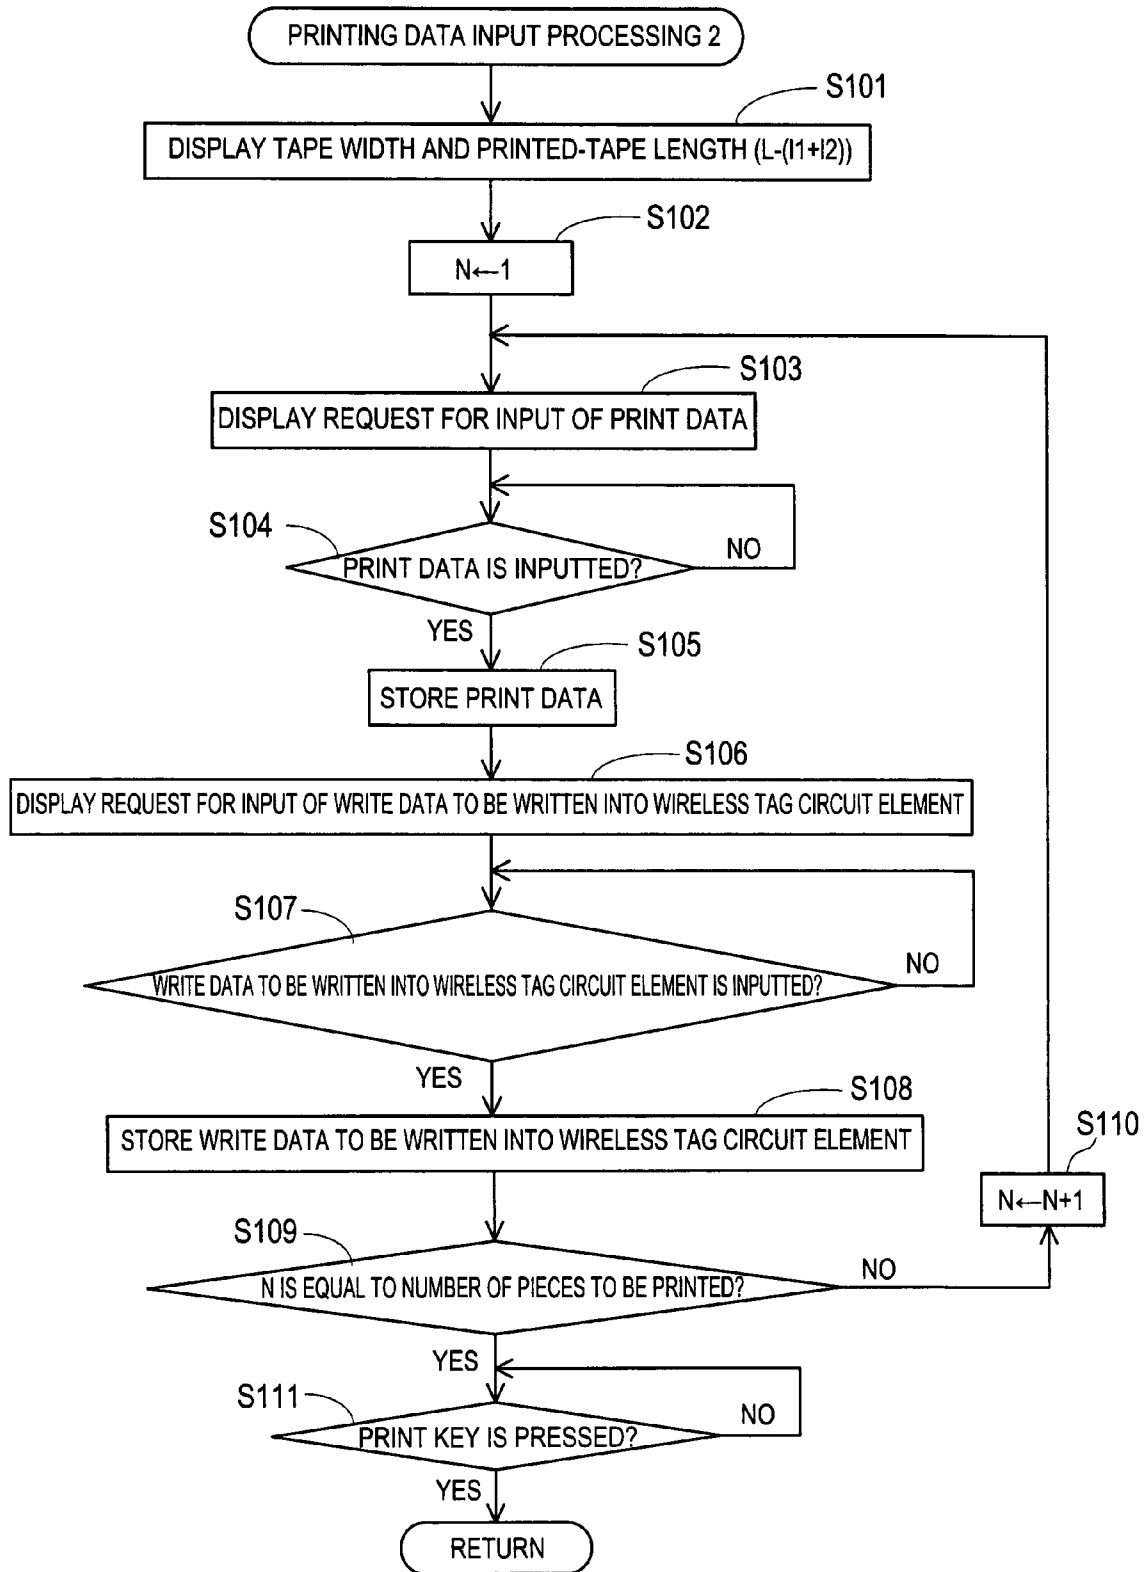 PRINTING DATA INPUT PROCESSING 2
S101
DISPLAY TAPE WIDTH AND PRINTED-TAPE LENGTH (L-(l1+l2))
S102
N←1
S103
DISPLAY REQUEST FOR INPUT OF PRINT DATA
S104
PRINT DATA IS INPUTTED?
NO
YES
S105
STORE PRINT DATA
S106
DISPLAY REQUEST FOR INPUT OF WRITE DATA TO BE WRITTEN INTO WIRELESS TAG CIRCUIT ELEMENT
S107
WRITE DATA TO BE WRITTEN INTO WIRELESS TAG CIRCUIT ELEMENT IS INPUTTED?
NO
YES
S108
STORE WRITE DATA TO BE WRITTEN INTO WIRELESS TAG CIRCUIT ELEMENT
S110
N←N+1
S109
N IS EQUAL TO NUMBER OF PIECES TO BE PRINTED?
NO
YES
S111
PRINT KEY IS PRESSED?
NO
YES
RETURN